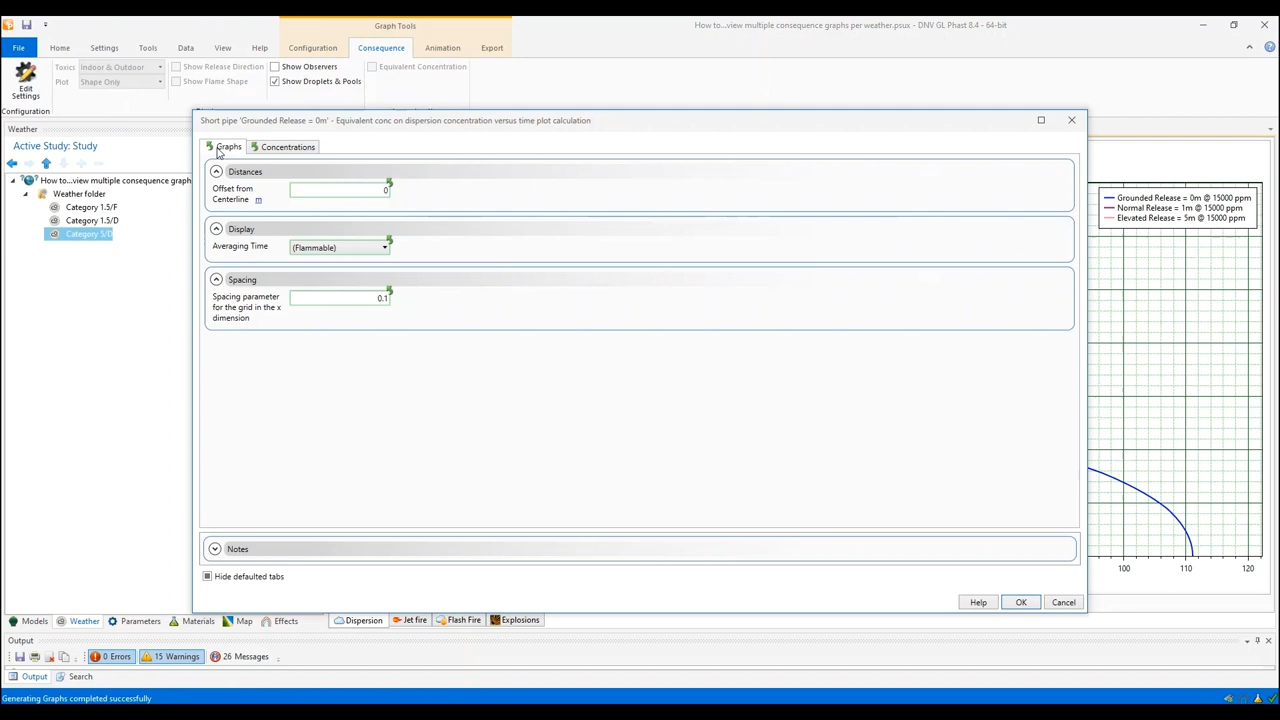 Graph Tools
How to...view multiple consequence graphs per weather.psux - DNV GL Phast 8.4 - 64-bit
File Home Settings Tools Data View Help Configuration Consequence Animation Export
Edit Settings
Toxics Indoor & Outdoor Show Release Direction Show Observers Equivalent Concentration
Plot Shape Only Show Flame Shape Show Droplets & Pools
Configuration
Weather
Active Study: Study
How to...view multiple consequence graph
Weather folder
Category 1.5/F
Category 1.5/D
Category 5/D
Short pipe 'Grounded Release = 0m' - Equivalent conc on dispersion concentration versus time plot calculation
Graphs Concentrations
Distances
Offset from
Centerline m
0
Display
Averaging Time (Flammable)
Spacing
Spacing parameter
for the grid in the x
dimension
0.1
Notes
Hide defaulted tabs
Help OK Cancel
Grounded Release = 0m @ 15000 ppm
Normal Release = 1m @ 15000 ppm
Elevated Release = 5m @ 15000 ppm
100 110 120
Models Weather Parameters Materials Map Effects
Dispersion Jet fire Flash Fire Explosions
Output
0 Errors 15 Warnings 26 Messages
Output Search
Generating Graphs completed successfully